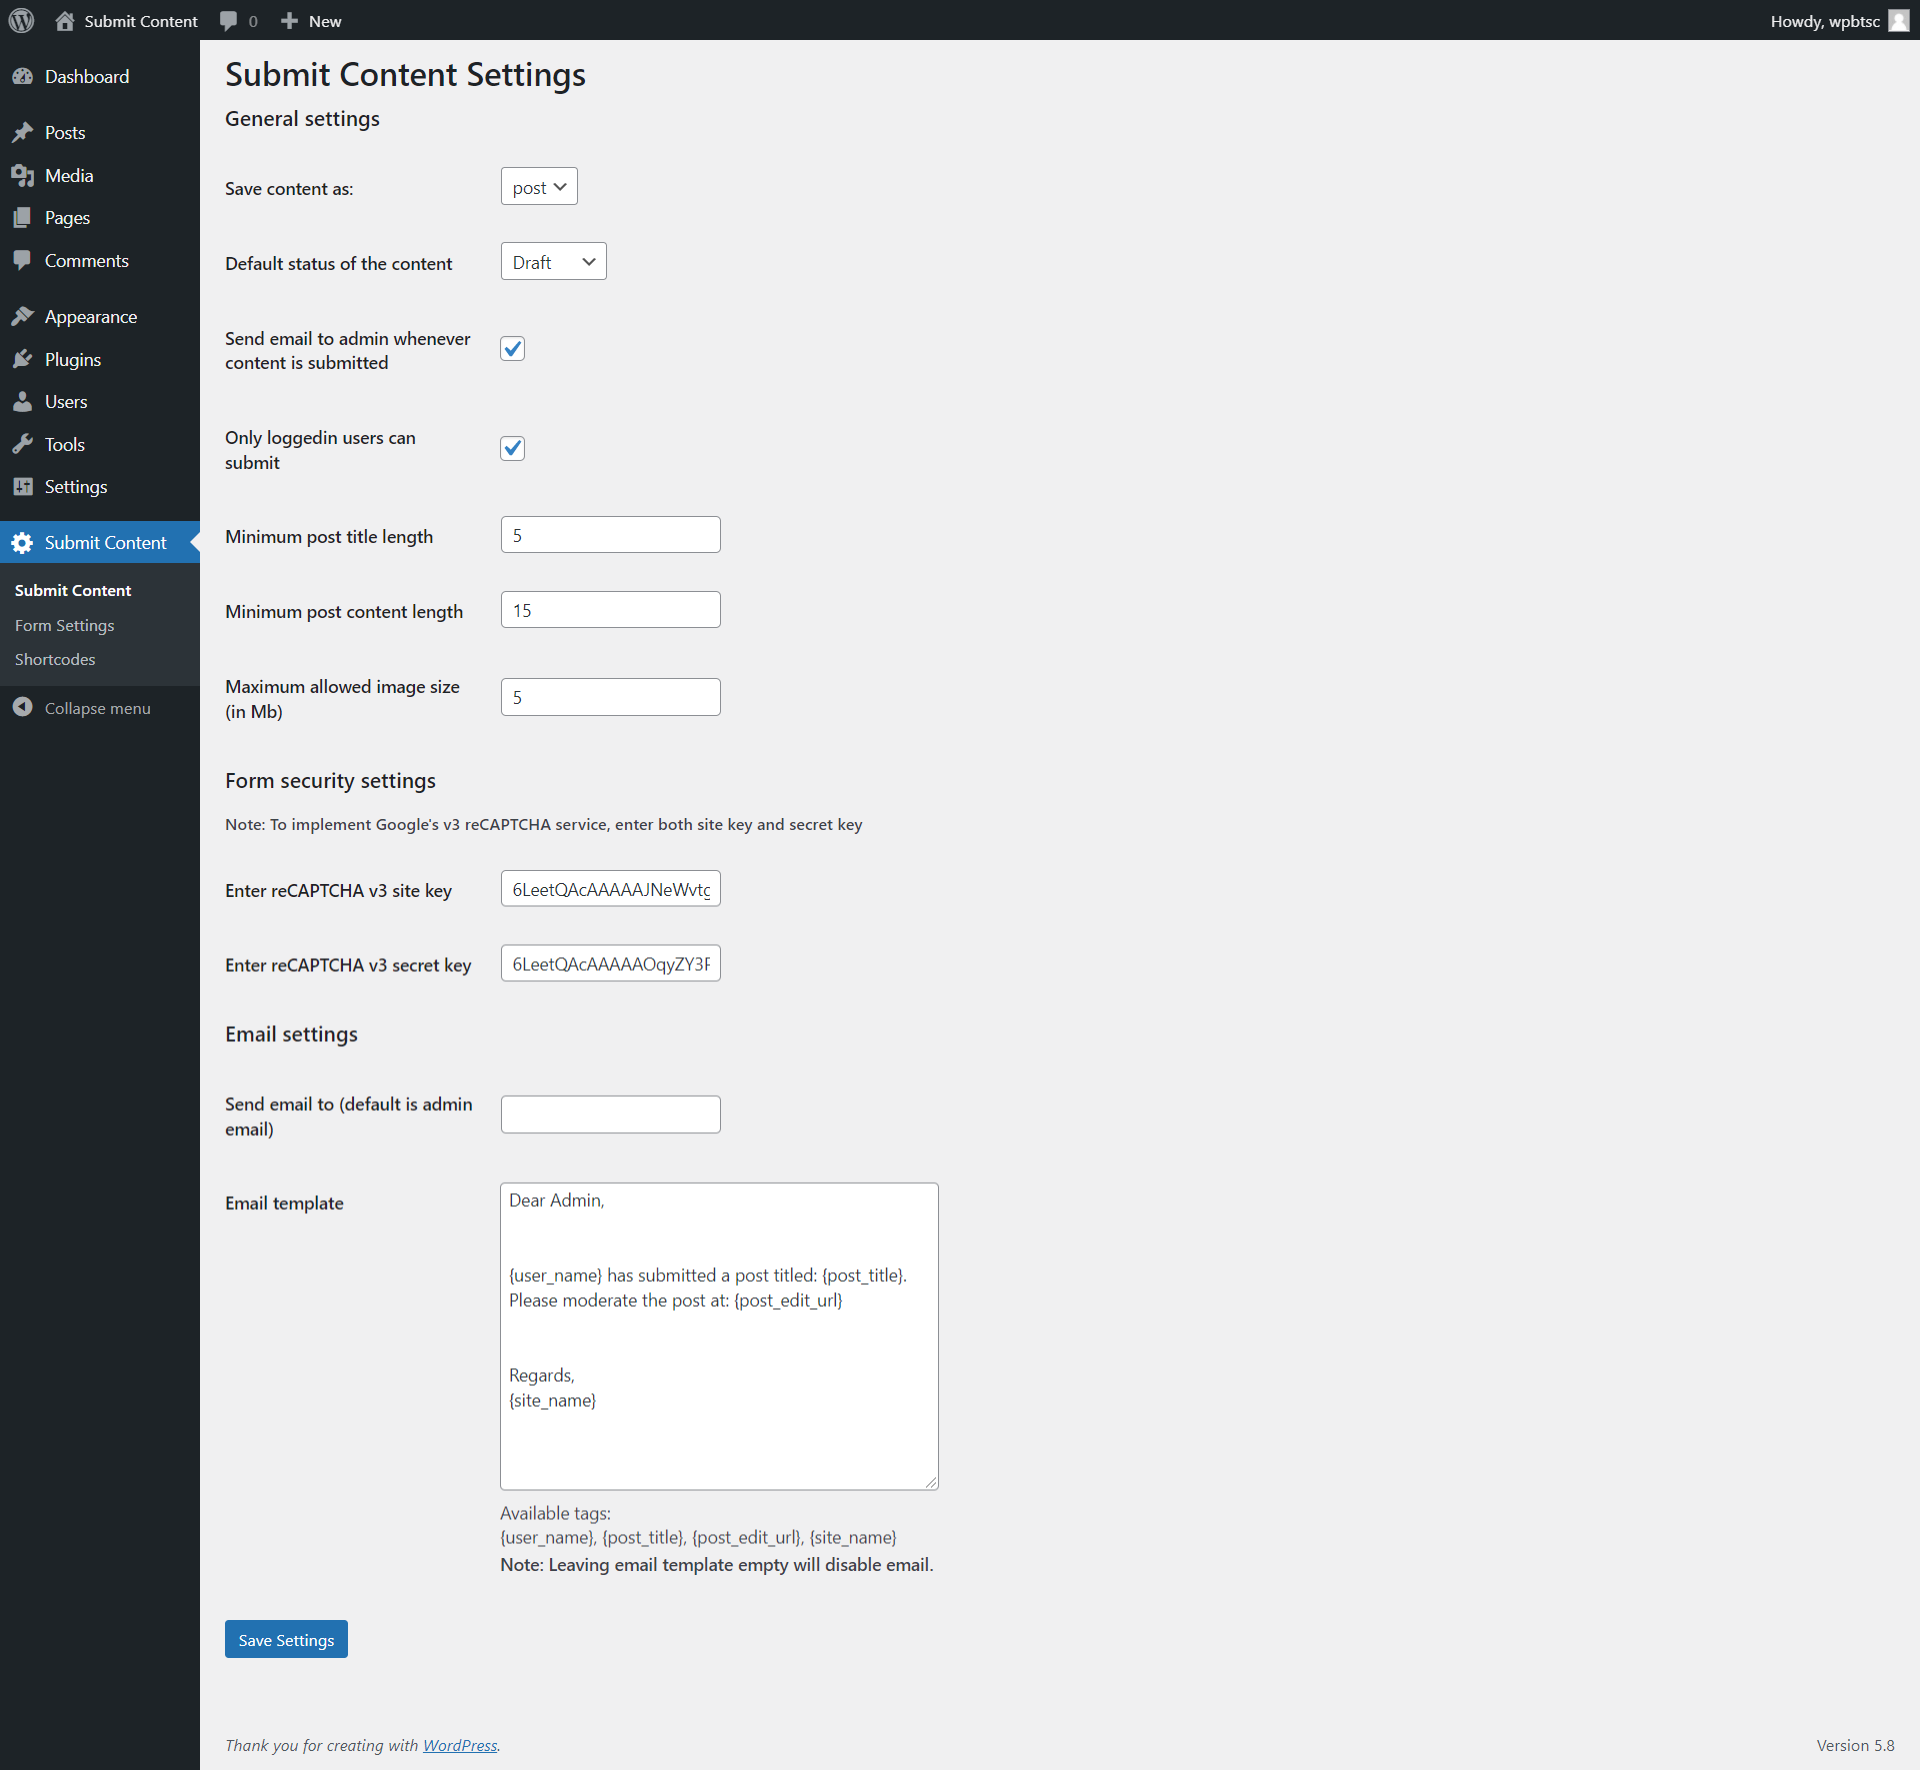 Submit Content
0
New
Howdy, wpbtsc
Dashboard
Posts
Media
Pages
Comments
Appearance
Plugins
Users
Tools
Settings
Submit Content
Submit Content
Form Settings
Shortcodes
Collapse menu
Submit Content Settings
General settings
Save content as:
post
Default status of the content
Draft
Send email to admin whenever
content is submitted
Only loggedin users can
submit
Minimum post title length
5
Minimum post content length
15
Maximum allowed image size
(in Mb)
5
Form security settings
Note: To implement Google's v3 reCAPTCHA service, enter both site key and secret key
Enter reCAPTCHA v3 site key
6LeetQAcAAAAAJNeWvtg
Enter reCAPTCHA v3 secret key
6LeetQAcAAAAAOqyZY3F
Email settings
Send email to (default is admin
email)
Email template
Dear Admin,
{user_name} has submitted a post titled: {post_title}.
Please moderate the post at: {post_edit_url}
Regards,
{site_name}
Available tags:
{user_name}, {post_title}, {post_edit_url}, {site_name}
Note: Leaving email template empty will disable email.
Save Settings
Thank you for creating with WordPress.
Version 5.8